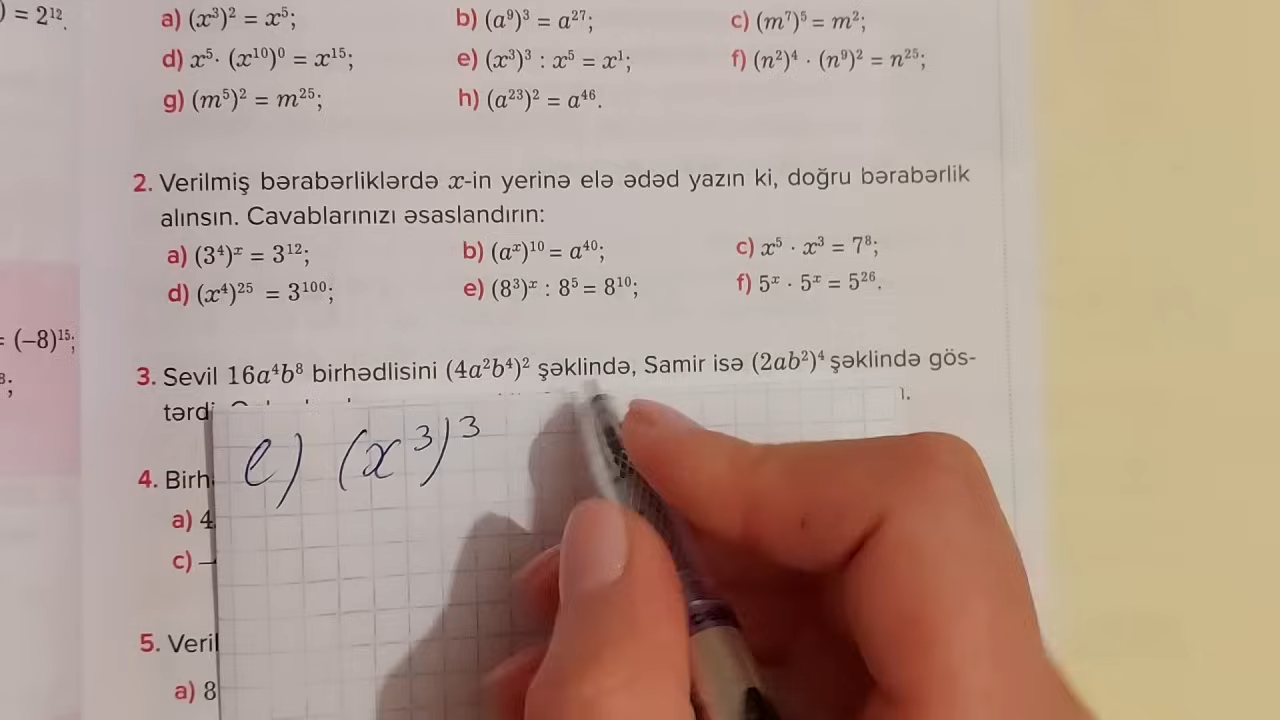 ) = 2¹².
a) (x³)² = x⁵; b) (a⁹)³ = a²⁷; c) (m⁷)⁵ = m²;
d) x⁵· (x¹⁰)⁰ = x¹⁵; e) (x³)³ : x⁵ = x¹; f) (n²)⁴ · (n⁹)² = n²⁵;
g) (m⁵)² = m²⁵; h) (a²³)² = a⁴⁶.
2. Verilmiş bərabərliklərdə x-in yerinə elə ədəd yazın ki, doğru bərabərlik
alınsın. Cavablarınızı əsaslandırın:
a) (3⁴)ˣ = 3¹²; b) (aˣ)¹⁰ = a⁴⁰; c) x⁵ · x³ = 7⁸;
d) (x⁴)²⁵ = 3¹⁰⁰; e) (8³)ˣ : 8⁵ = 8¹⁰; f) 5ˣ · 5ˣ = 5²⁶.
= (−8)¹⁵;
⁸;
3. Sevil 16a⁴b⁸ birhədlisini (4a²b⁴)² şəklində, Samir isə (2ab²)⁴ şəklində gös-
tərdi
e) (x³)³
4. Birh
a) 4
c) –
5. Veril
a) 8